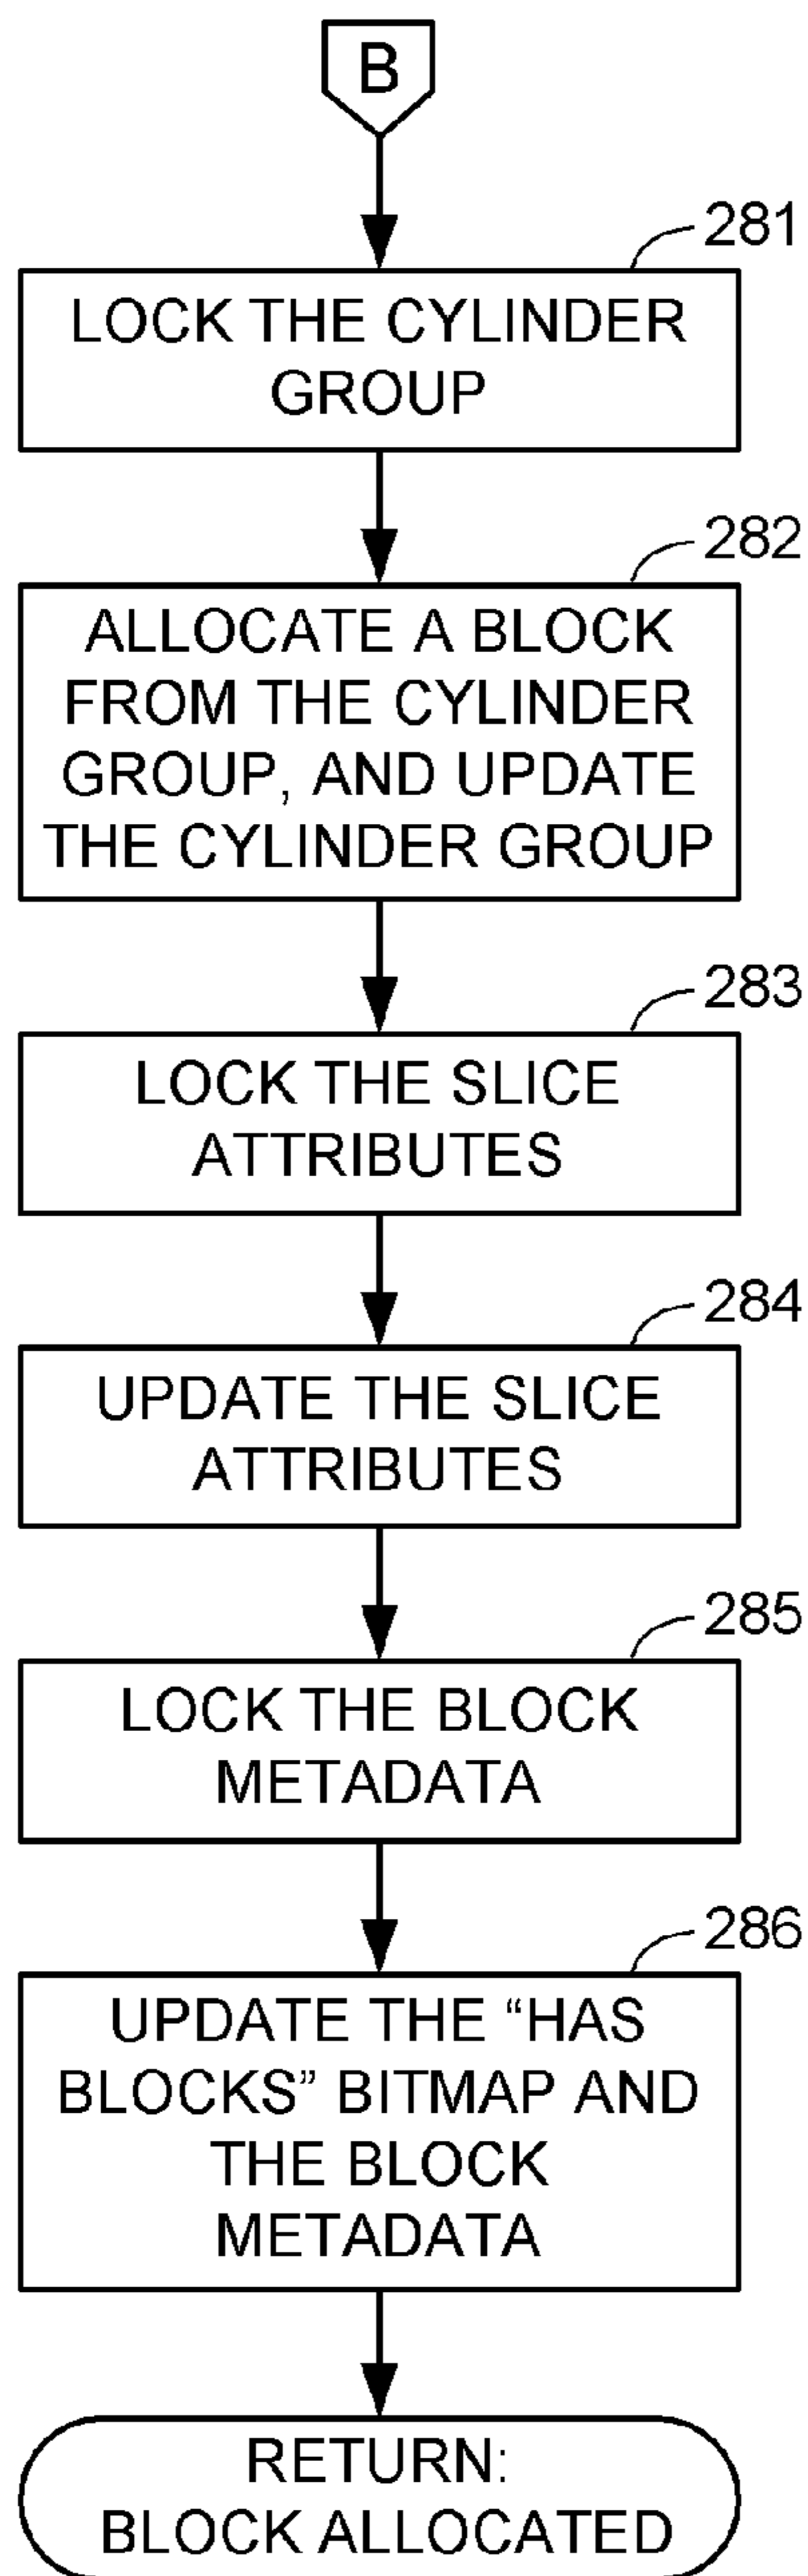 B
281
LOCK THE CYLINDER
GROUP
282
ALLOCATE A BLOCK
FROM THE CYLINDER
GROUP, AND UPDATE
THE CYLINDER GROUP
283
LOCK THE SLICE
ATTRIBUTES
284
UPDATE THE SLICE
ATTRIBUTES
285
LOCK THE BLOCK
METADATA
286
UPDATE THE “HAS
BLOCKS” BITMAP AND
THE BLOCK
METADATA
RETURN:
BLOCK ALLOCATED